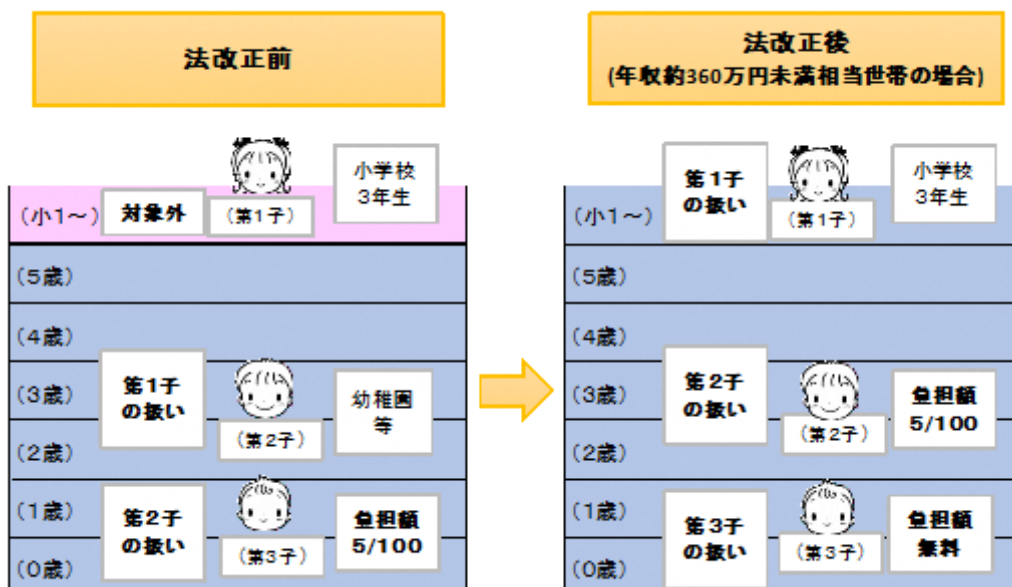 法改正前
(小1～)
対象外
(第1子)
小学校
3年生
(5歳)
(4歳)
(3歳)
第1子
の扱い
(第2子)
幼稚園
等
(2歳)
(1歳)
第2子
の扱い
(第3子)
負担額
5/100
(0歳)
法改正後
(年収約360万円未満相当世帯の場合)
(小1～)
第1子
の扱い
(第1子)
小学校
3年生
(5歳)
(4歳)
(3歳)
第2子
の扱い
(第2子)
負担額
5/100
(2歳)
(1歳)
第3子
の扱い
(第3子)
負担額
無料
(0歳)